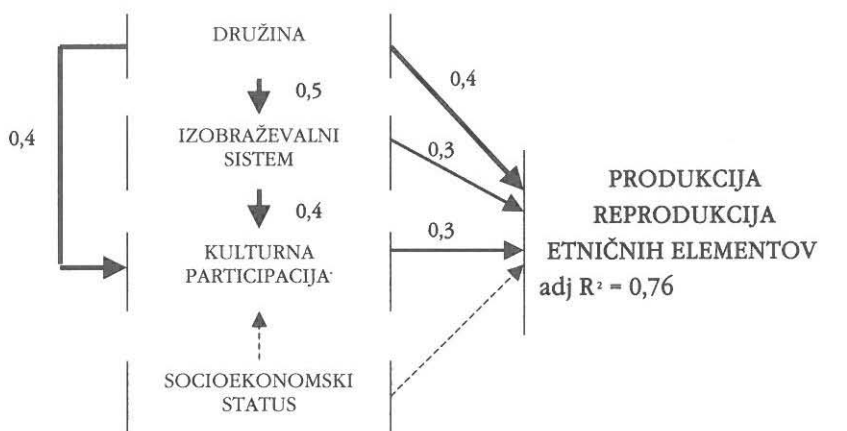 DRUŽINA
0,4
0,5
0,4
IZOBRAŽEVALNI
SISTEM
0,3
0,4
KULTURNA
PARTICIPACIJA
0,3
SOCIOEKONOMSKI
STATUS
PRODUKCIJA
REPRODUKCIJA
ETNIČNIH ELEMENTOV
adj R² = 0,76